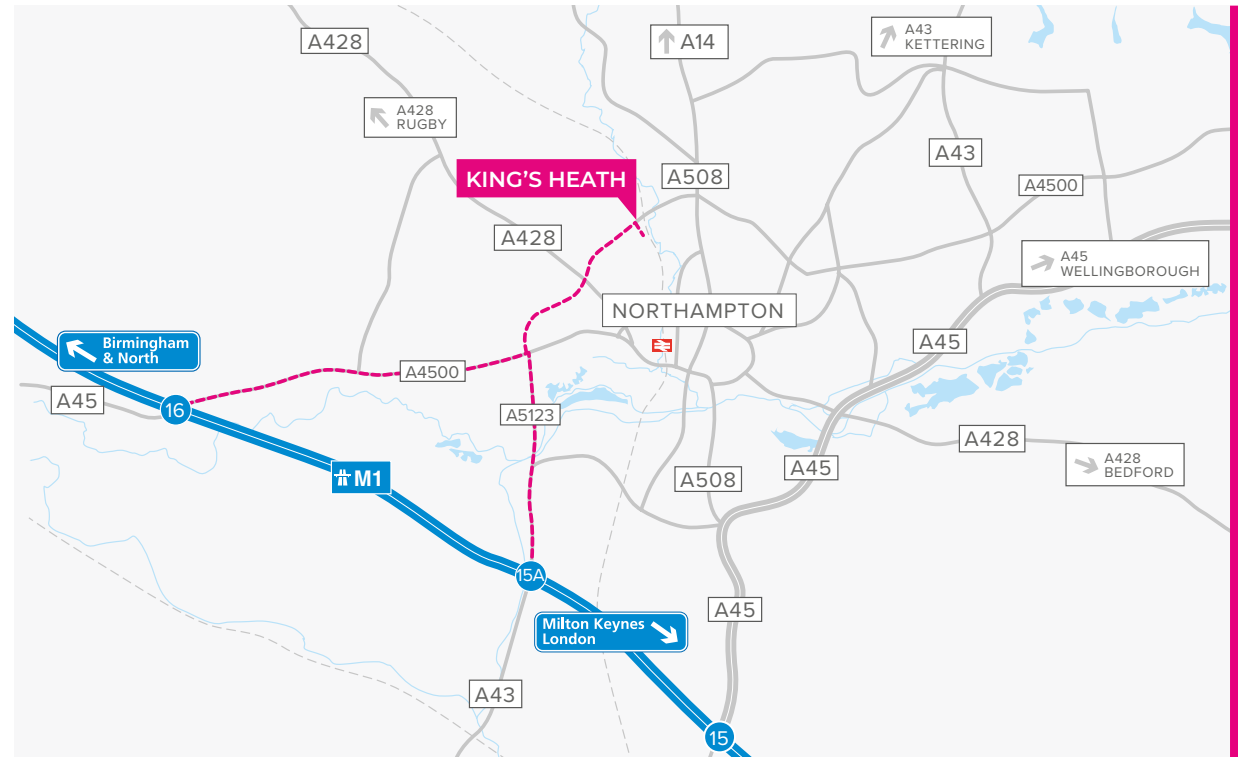 A428
A14
A43
KETTERING
A428
RUGBY
A43
KING'S HEATH
A508
A4500
A428
A45
WELLINGBOROUGH
NORTHAMPTON
Birmingham
& North
A45
A4500
A45
16
A5123
A428
A45
A428
BEDFORD
M1
A508
15A
A45
Milton Keynes
London
A43
15